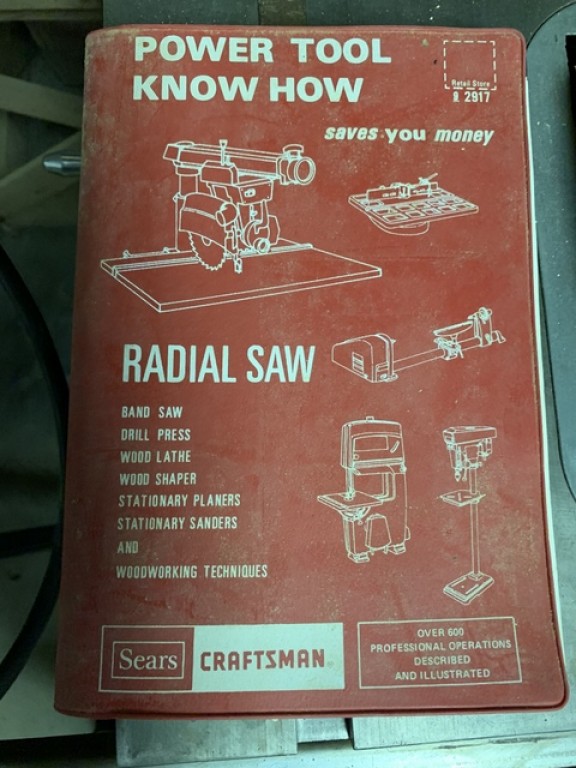 POWER TOOL
KNOW HOW
Retail Store
9 2917
saves you money
RADIAL SAW
BAND SAW
DRILL PRESS
WOOD LATHE
WOOD SHAPER
STATIONARY PLANERS
STATIONARY SANDERS
AND
WOODWORKING TECHNIQUES
Sears
CRAFTSMAN
OVER 600
PROFESSIONAL OPERATIONS
DESCRIBED
AND ILLUSTRATED